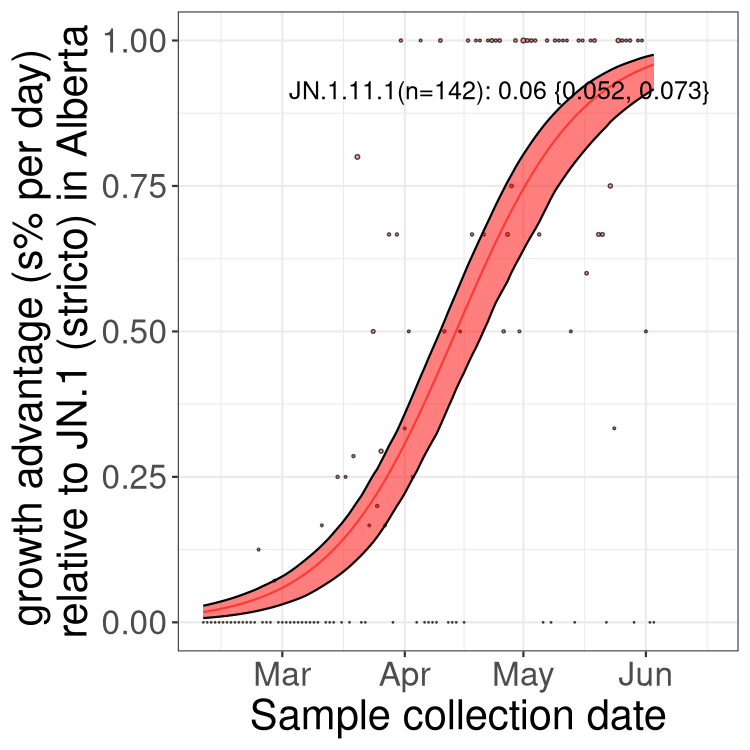 growth advantage (s% per day)
relative to JN.1 (stricto) in Alberta
1.00
0.75
0.50
0.25
0.00
JN.1.11.1(n=142): 0.06 {0.052, 0.073}
Mar Apr May Jun
Sample collection date